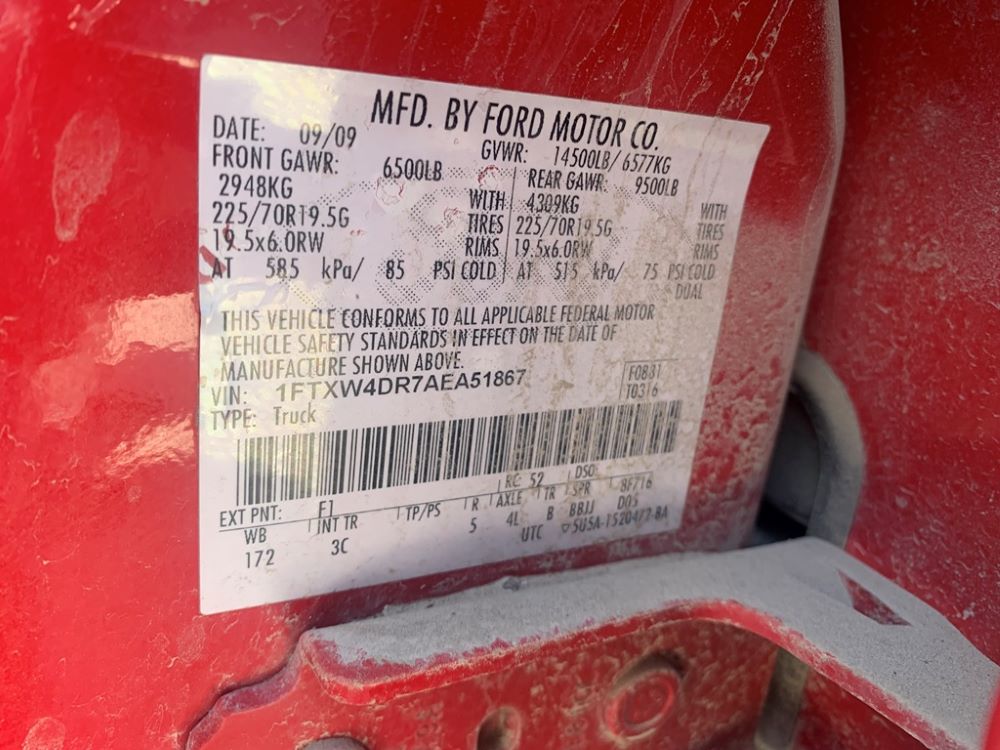 MFD. BY FORD MOTOR CO.
DATE: 09/09 GVWR: 14500LB/ 6577KG
FRONT GAWR: 6500LB REAR GAWR: 9500LB
2948KG WITH 4309KG WITH
225/70R19.5G TIRES 225/70R19.5G TIRES
19.5x6.0RW RIMS 19.5x6.0RW RIMS
AT 585 kPa/ 85 PSI COLD AT 515 kPa/ 75 PSI COLD
DUAL
THIS VEHICLE CONFORMS TO ALL APPLICABLE FEDERAL MOTOR
VEHICLE SAFETY STANDARDS IN EFFECT ON THE DATE OF
MANUFACTURE SHOWN ABOVE.
VIN: 1FTXW4DR7AEA51867 F0881
TYPE: Truck T0316
EXT PNT: F1 RC: 52 DSO:
WB INT TR TP/PS R AXLE TR SPR 8F716
172 3C 5 4L B BBJJ D05
UTC